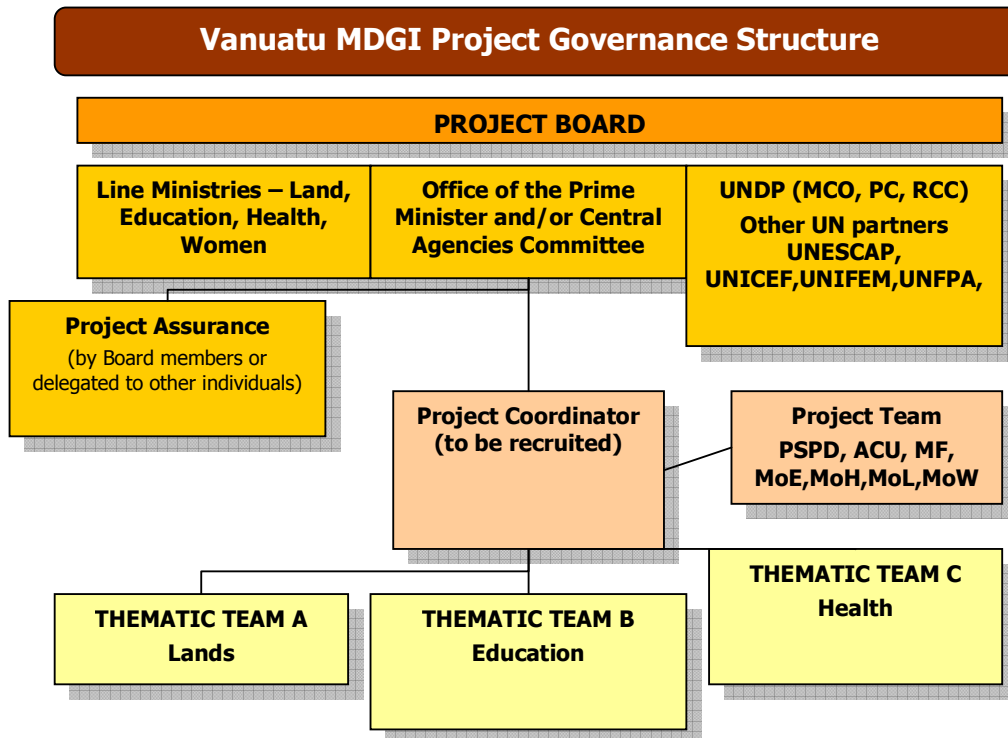 Vanuatu MDGI Project Governance Structure
PROJECT BOARD
Line Ministries – Land,
Education, Health,
Women
Office of the Prime
Minister and/or Central
Agencies Committee
UNDP (MCO, PC, RCC)
Other UN partners
UNESCAP,
UNICEF,UNIFEM,UNFPA,
Project Assurance
(by Board members or
delegated to other individuals)
Project Coordinator
(to be recruited)
Project Team
PSPD, ACU, MF,
MoE,MoH,MoL,MoW
THEMATIC TEAM A
Lands
THEMATIC TEAM B
Education
THEMATIC TEAM C
Health